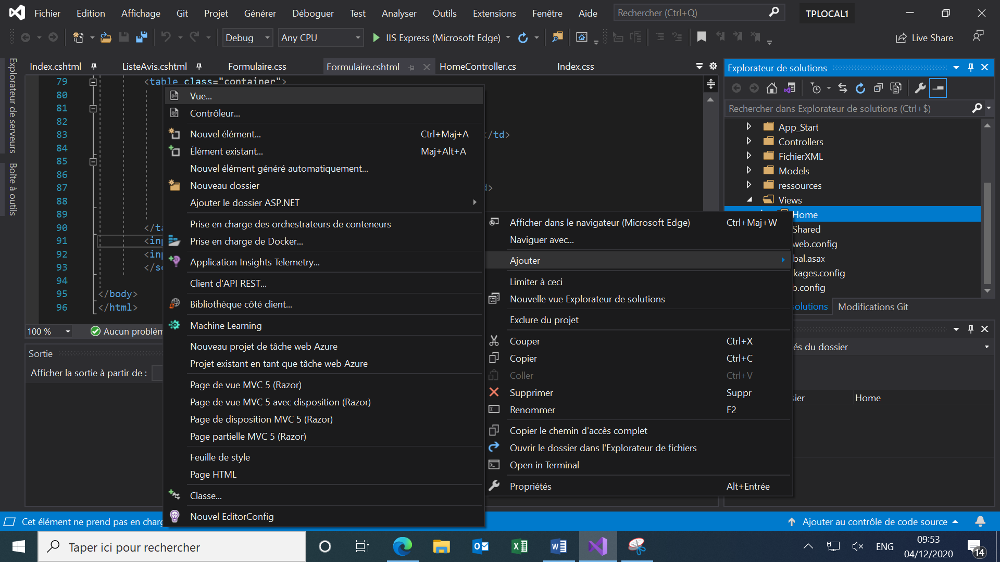 Fichier Edition Affichage Git Projet Générer Déboguer Test Analyser Outils Extensions Fenêtre Aide Rechercher (Ctrl+Q) TPLOCAL1
Debug Any CPU IIS Express (Microsoft Edge) Live Share
Explorateur de serveurs
Boîte à outils
Index.cshtml ListeAvis.cshtml Formulaire.css Formulaire.cshtml HomeController.cs Index.css
79 <table class="container">
80
81
82
83 </td>
84
85
86
87 d>
88
89
90 </ta
91 <inp
92 <inp
93 </se
94
95 </body>
96 </html>
100 % Aucun problèm
Sortie
Afficher la sortie à partir de :
Vue...
Contrôleur...
Nouvel élément... Ctrl+Maj+A
Élément existant... Maj+Alt+A
Nouvel élément généré automatiquement...
Nouveau dossier
Ajouter le dossier ASP.NET
Prise en charge des orchestrateurs de conteneurs
Prise en charge de Docker...
Application Insights Telemetry...
Client d'API REST...
Bibliothèque côté client...
Machine Learning
Nouveau projet de tâche web Azure
Projet existant en tant que tâche web Azure
Page de vue MVC 5 (Razor)
Page de vue MVC 5 avec disposition (Razor)
Page de disposition MVC 5 (Razor)
Page partielle MVC 5 (Razor)
Feuille de style
Page HTML
Classe...
Nouvel EditorConfig
Afficher dans le navigateur (Microsoft Edge) Ctrl+Maj+W
Naviguer avec...
Ajouter
Limiter à ceci
Nouvelle vue Explorateur de solutions
Exclure du projet
Couper Ctrl+X
Copier Ctrl+C
Coller Ctrl+V
Supprimer Suppr
Renommer F2
Copier le chemin d'accès complet
Ouvrir le dossier dans l'Explorateur de fichiers
Open in Terminal
Propriétés Alt+Entrée
Explorateur de solutions
Rechercher dans Explorateur de solutions (Ctrl+$)
App_Start
Controllers
FichierXML
Models
ressources
Views
Home
Shared
web.config
bal.asax
kages.config
b.config
solutions Modifications Git
és du dossier
sier Home
Cet élément ne prend pas en charg Ajouter au contrôle de code source
Taper ici pour rechercher ENG 09:53
04/12/2020 14